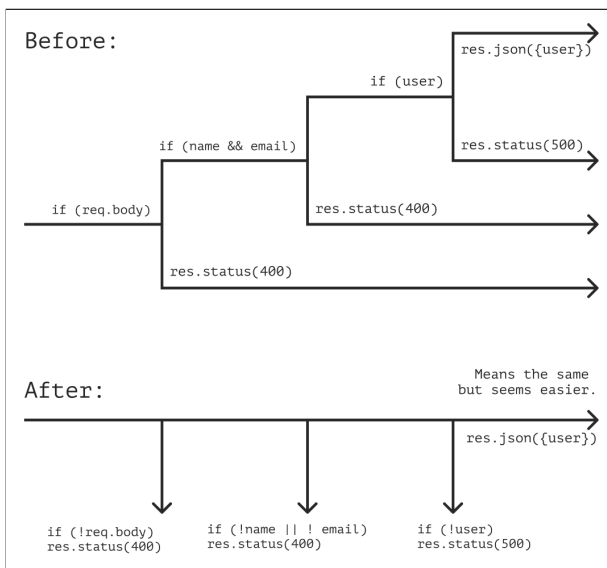 Before:
res.json({user})
if (user)
if (name && email)
res.status(500)
if (req.body)
res.status(400)
res.status(400)
After:
Means the same
but seems easier.
res.json({user})
if (!req.body)
res.status(400)
if (!name || ! email)
res.status(400)
if (!user)
res.status(500)